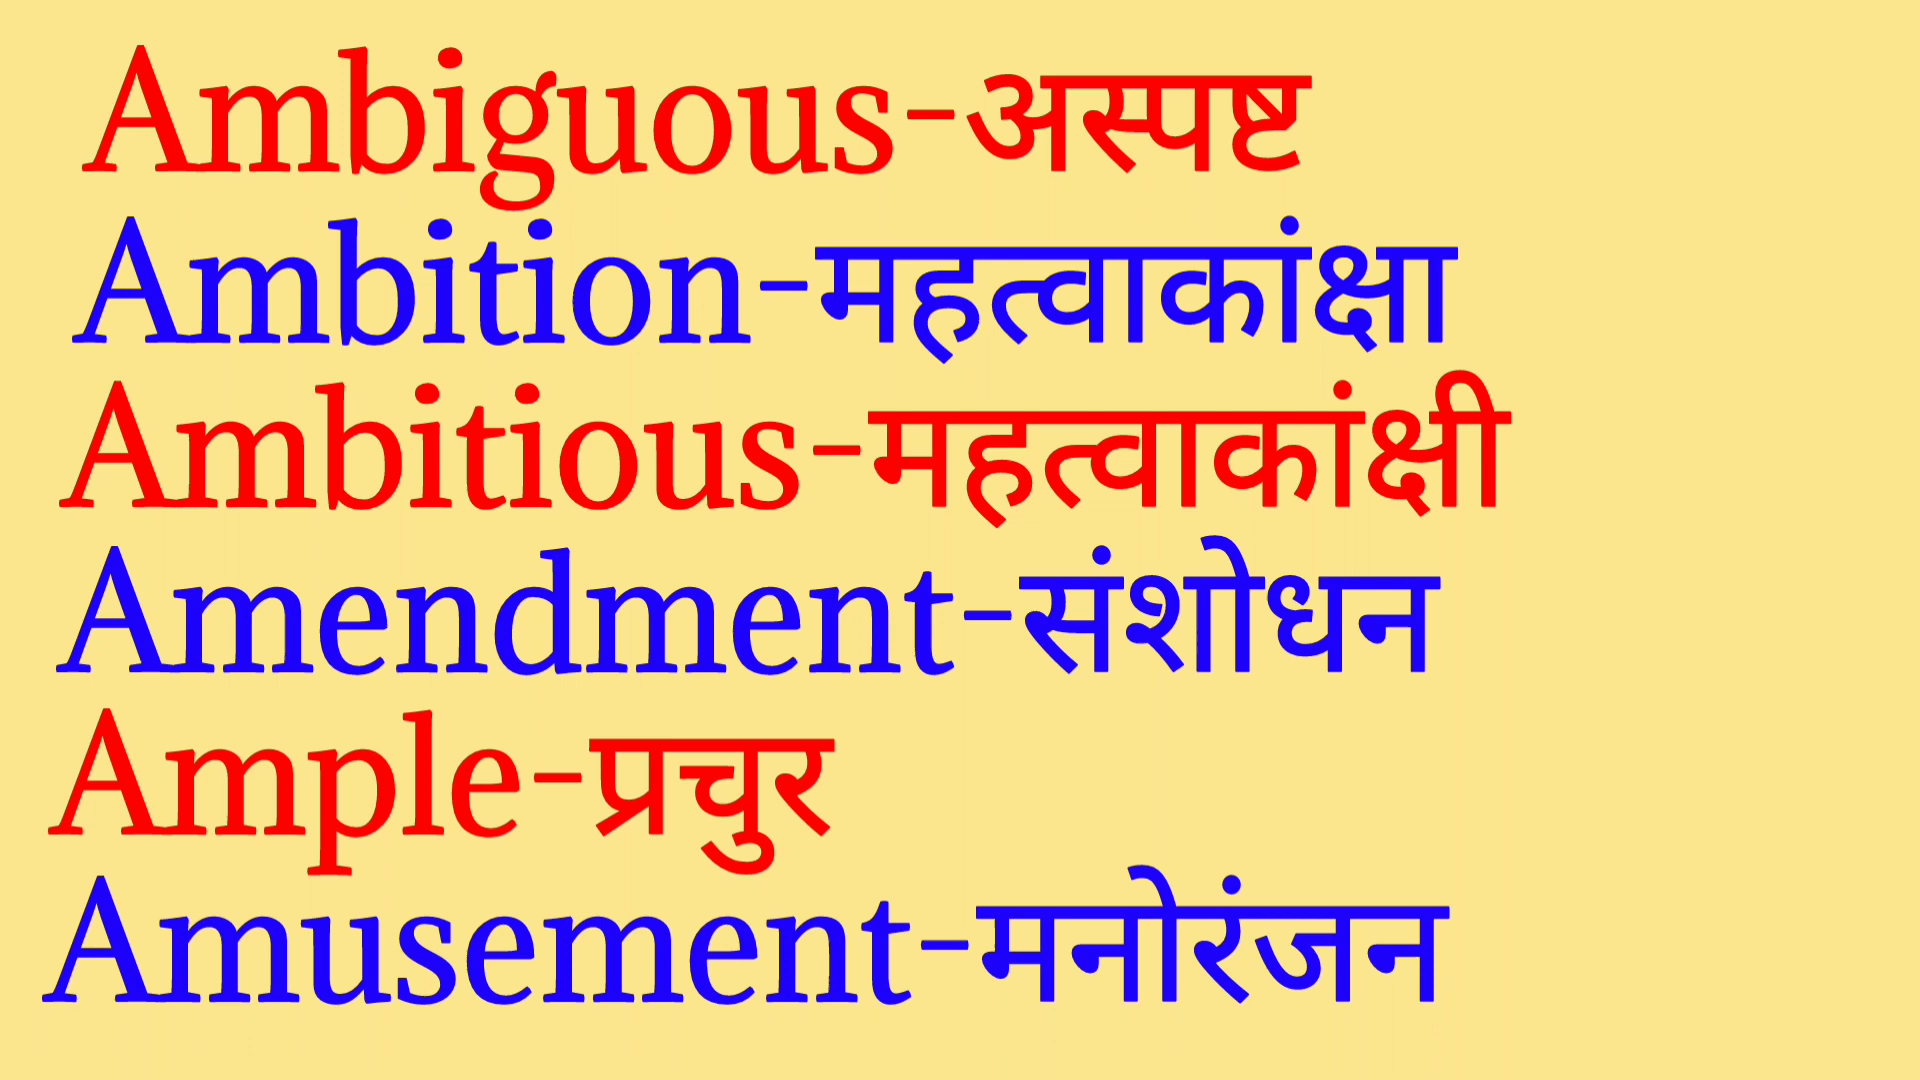 Ambiguous-अस्पष्ट
Ambition-महत्वाकांक्षा
Ambitious-महत्वाकांक्षी
Amendment-संशोधन
Ample-प्रचुर
Amusement-मनोरंजन